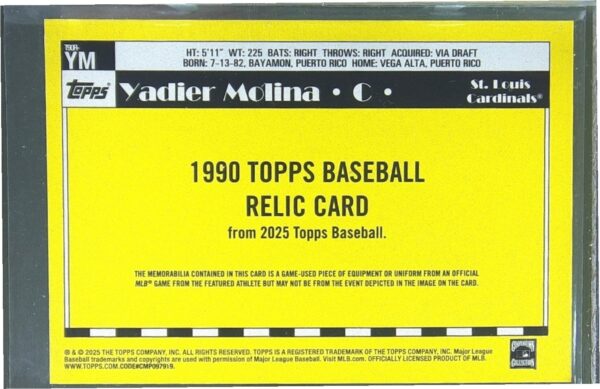 790R-
YM
HT: 5'11" WT: 225 BATS: RIGHT THROWS: RIGHT ACQUIRED: VIA DRAFT
BORN: 7-13-82, BAYAMON, PUERTO RICO HOME: VEGA ALTA, PUERTO RICO
Topps Yadier Molina • C •
St. Louis
Cardinals®
1990 TOPPS BASEBALL
RELIC CARD
from 2025 Topps Baseball.
THE MEMORABILIA CONTAINED IN THIS CARD IS A GAME-USED PIECE OF EQUIPMENT OR UNIFORM FROM AN OFFICIAL
MLB® GAME FROM THE FEATURED ATHLETE BUT MAY NOT BE FROM THE EVENT DEPICTED IN THE IMAGE ON THE CARD.
® & © 2025 THE TOPPS COMPANY, INC. ALL RIGHTS RESERVED. TOPPS IS A REGISTERED TRADEMARK OF THE TOPPS COMPANY, INC. Major League
Baseball trademarks and copyrights are used with permission of Major League Baseball. Visit MLB.com. OFFICIALLY LICENSED PRODUCT OF MLB.
WWW.TOPPS.COM. CODE#CMP097919.